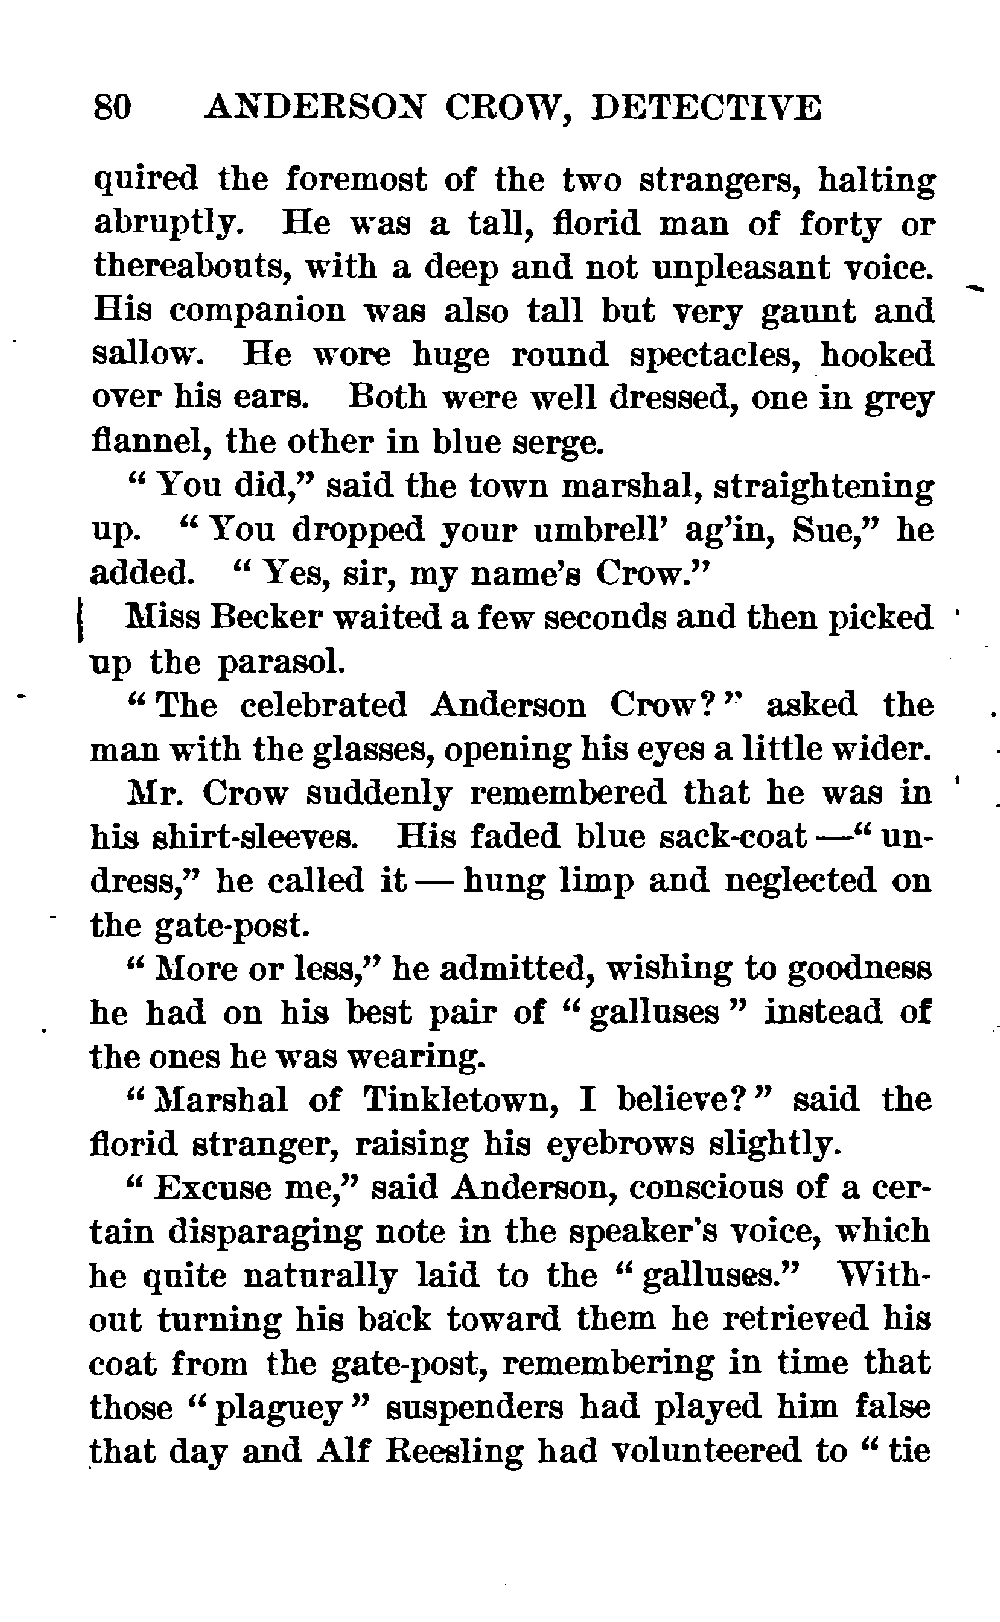 80 ANDERSON CROW, DETECTIVE
quired the foremost of the two strangers, halting
abruptly. He was a tall, florid man of forty or
thereabouts, with a deep and not unpleasant voice.
His companion was also tall but very gaunt and
sallow. He wore huge round spectacles, hooked
over his ears. Both were well dressed, one in grey
flannel, the other in blue serge.
“ You did,” said the town marshal, straightening
up. “ You dropped your umbrell’ ag’in, Sue,” he
added. “ Yes, sir, my name’s Crow.”
Miss Becker waited a few seconds and then picked
up the parasol.
“ The celebrated Anderson Crow? ” asked the
man with the glasses, opening his eyes a little wider.
Mr. Crow suddenly remembered that he was in
his shirt-sleeves. His faded blue sack-coat —“ un-
dress,” he called it — hung limp and neglected on
the gate-post.
“ More or less,” he admitted, wishing to goodness
he had on his best pair of “ galluses ” instead of
the ones he was wearing.
“ Marshal of Tinkletown, I believe? ” said the
florid stranger, raising his eyebrows slightly.
“ Excuse me,” said Anderson, conscious of a cer-
tain disparaging note in the speaker’s voice, which
he quite naturally laid to the “ galluses.” With-
out turning his back toward them he retrieved his
coat from the gate-post, remembering in time that
those “ plaguey ” suspenders had played him false
that day and Alf Reesling had volunteered to “ tie